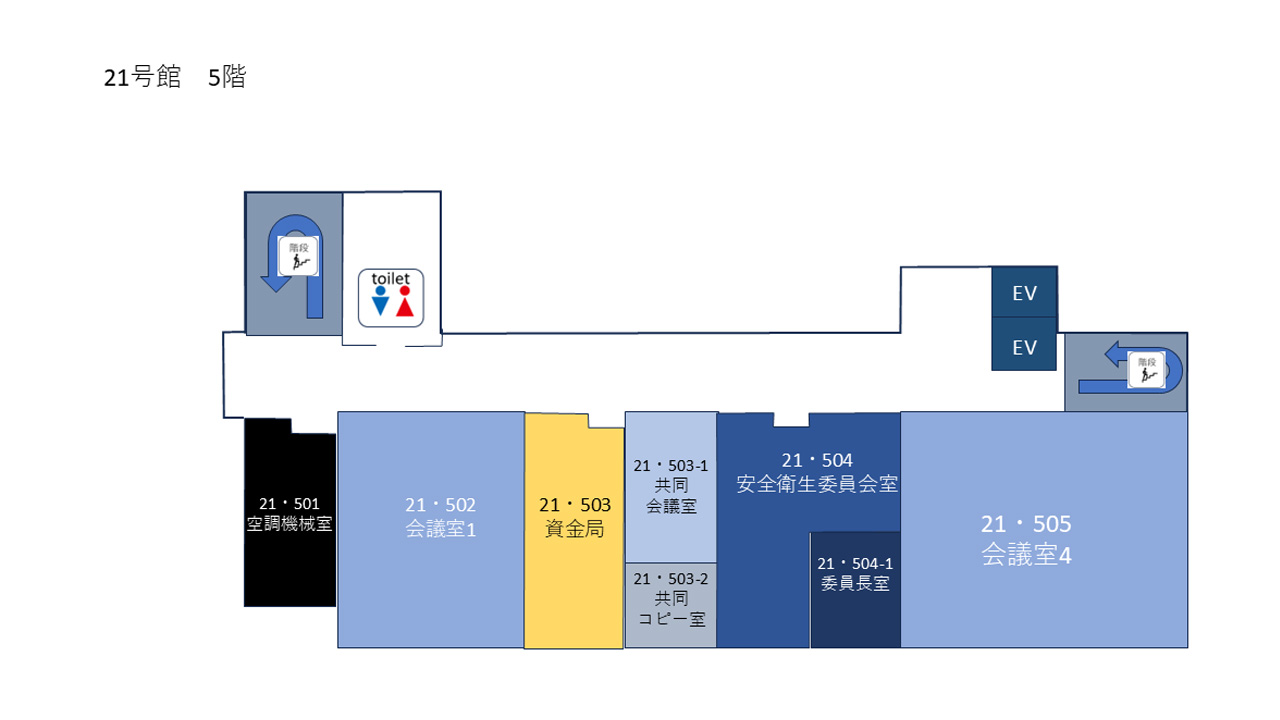 21号館　5階
階段
toilet
EV
EV
階段
21・501
空調機械室
21・502
会議室1
21・503
資金局
21・503-1
共同
会議室
21・503-2
共同
コピー室
21・504
安全衛生委員会室
21・504-1
委員長室
21・505
会議室4